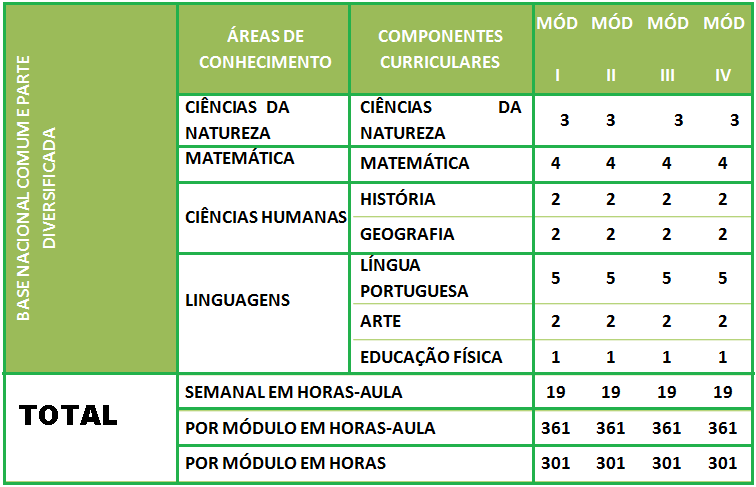 BASE NACIONAL COMUM E PARTE
DIVERSIFICADA
ÁREAS DE
CONHECIMENTO
COMPONENTES
CURRICULARES
MÓD MÓD MÓD MÓD
I II III IV
CIÊNCIAS DA
NATUREZA
CIÊNCIAS DA
NATUREZA
3 3 3 3
MATEMÁTICA
MATEMÁTICA 4 4 4 4
CIÊNCIAS HUMANAS
HISTÓRIA 2 2 2 2
GEOGRAFIA 2 2 2 2
LINGUAGENS
LÍNGUA
PORTUGUESA
5 5 5 5
ARTE 2 2 2 2
EDUCAÇÃO FÍSICA 1 1 1 1
TOTAL
SEMANAL EM HORAS-AULA 19 19 19 19
POR MÓDULO EM HORAS-AULA 361 361 361 361
POR MÓDULO EM HORAS 301 301 301 301